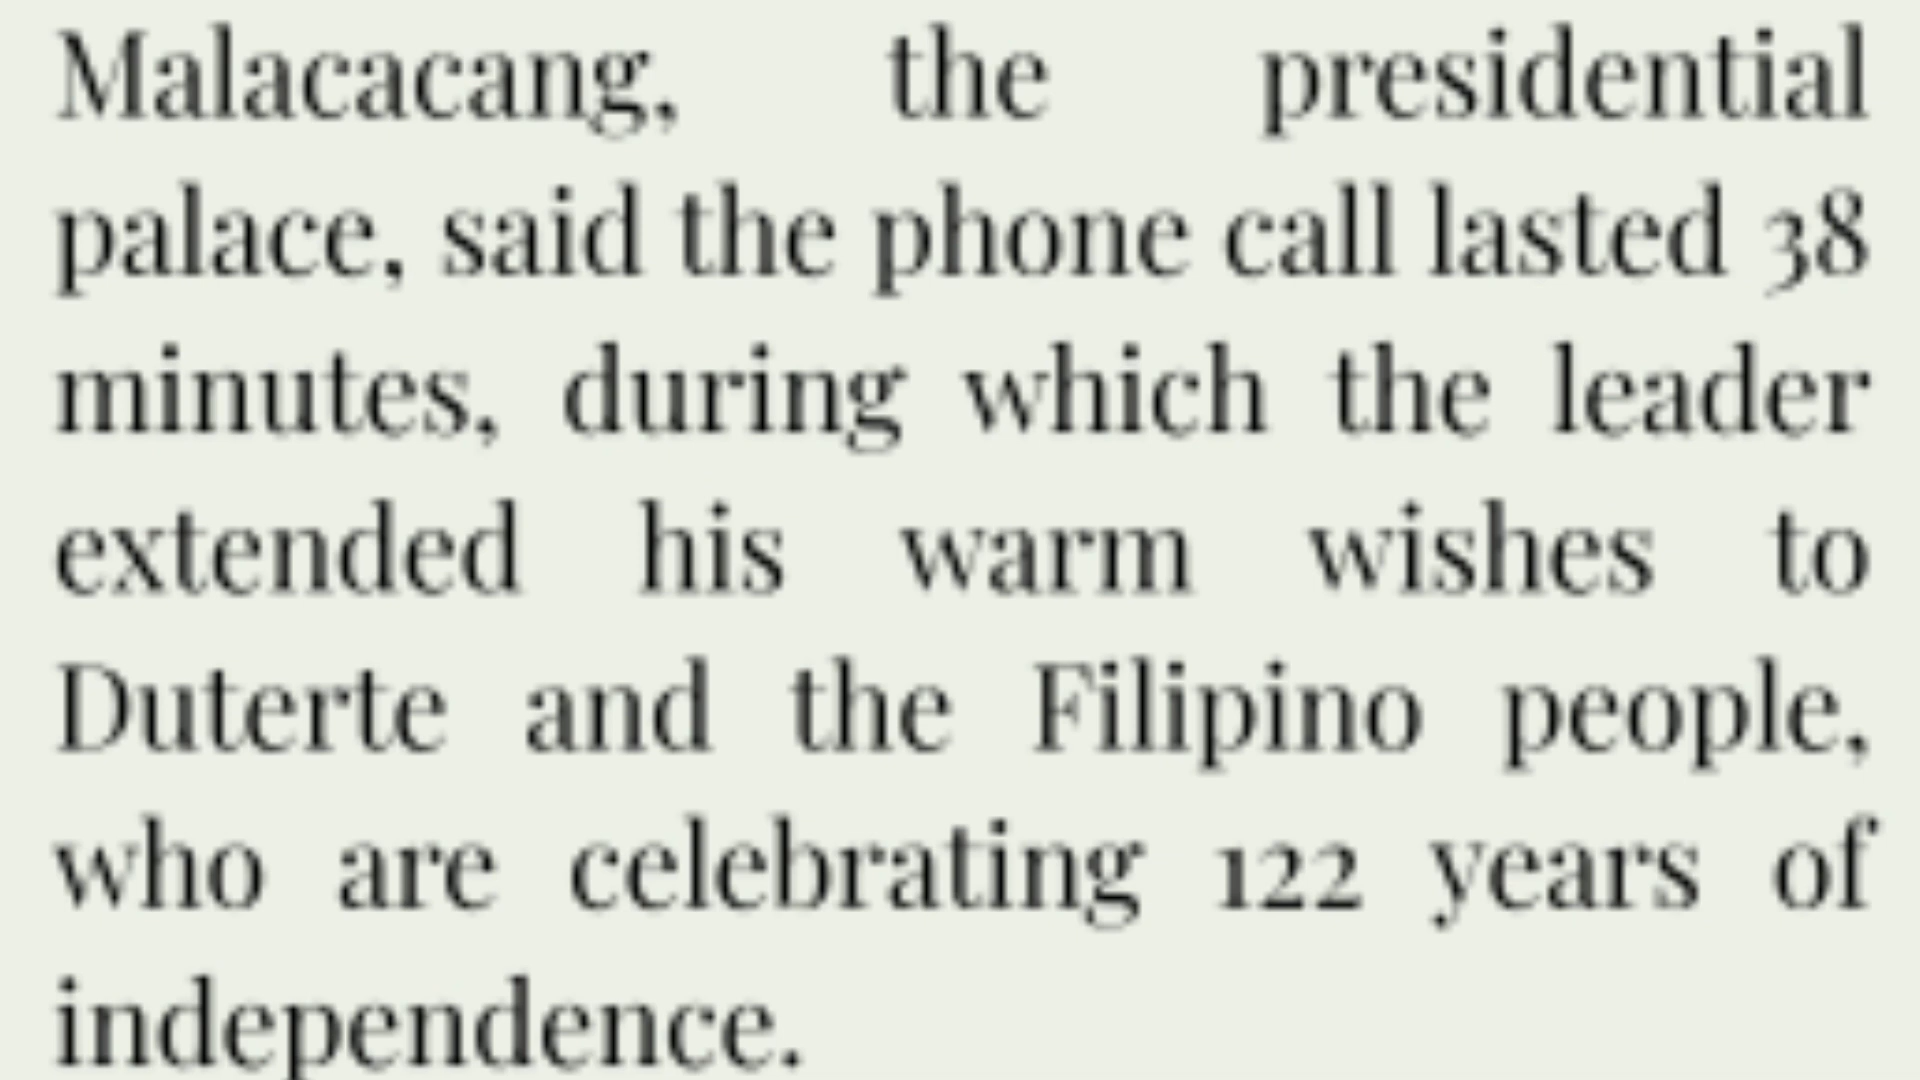 Malacacang, the presidential
palace, said the phone call lasted 38
minutes, during which the leader
extended his warm wishes to
Duterte and the Filipino people,
who are celebrating 122 years of
independence.